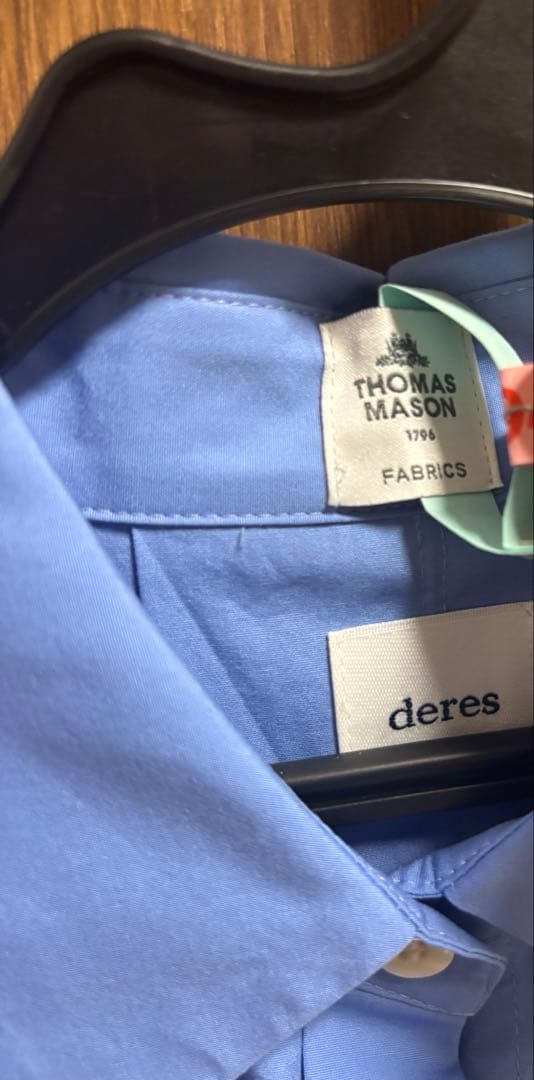 THOMAS
MASON
1796
FABRICS
deres